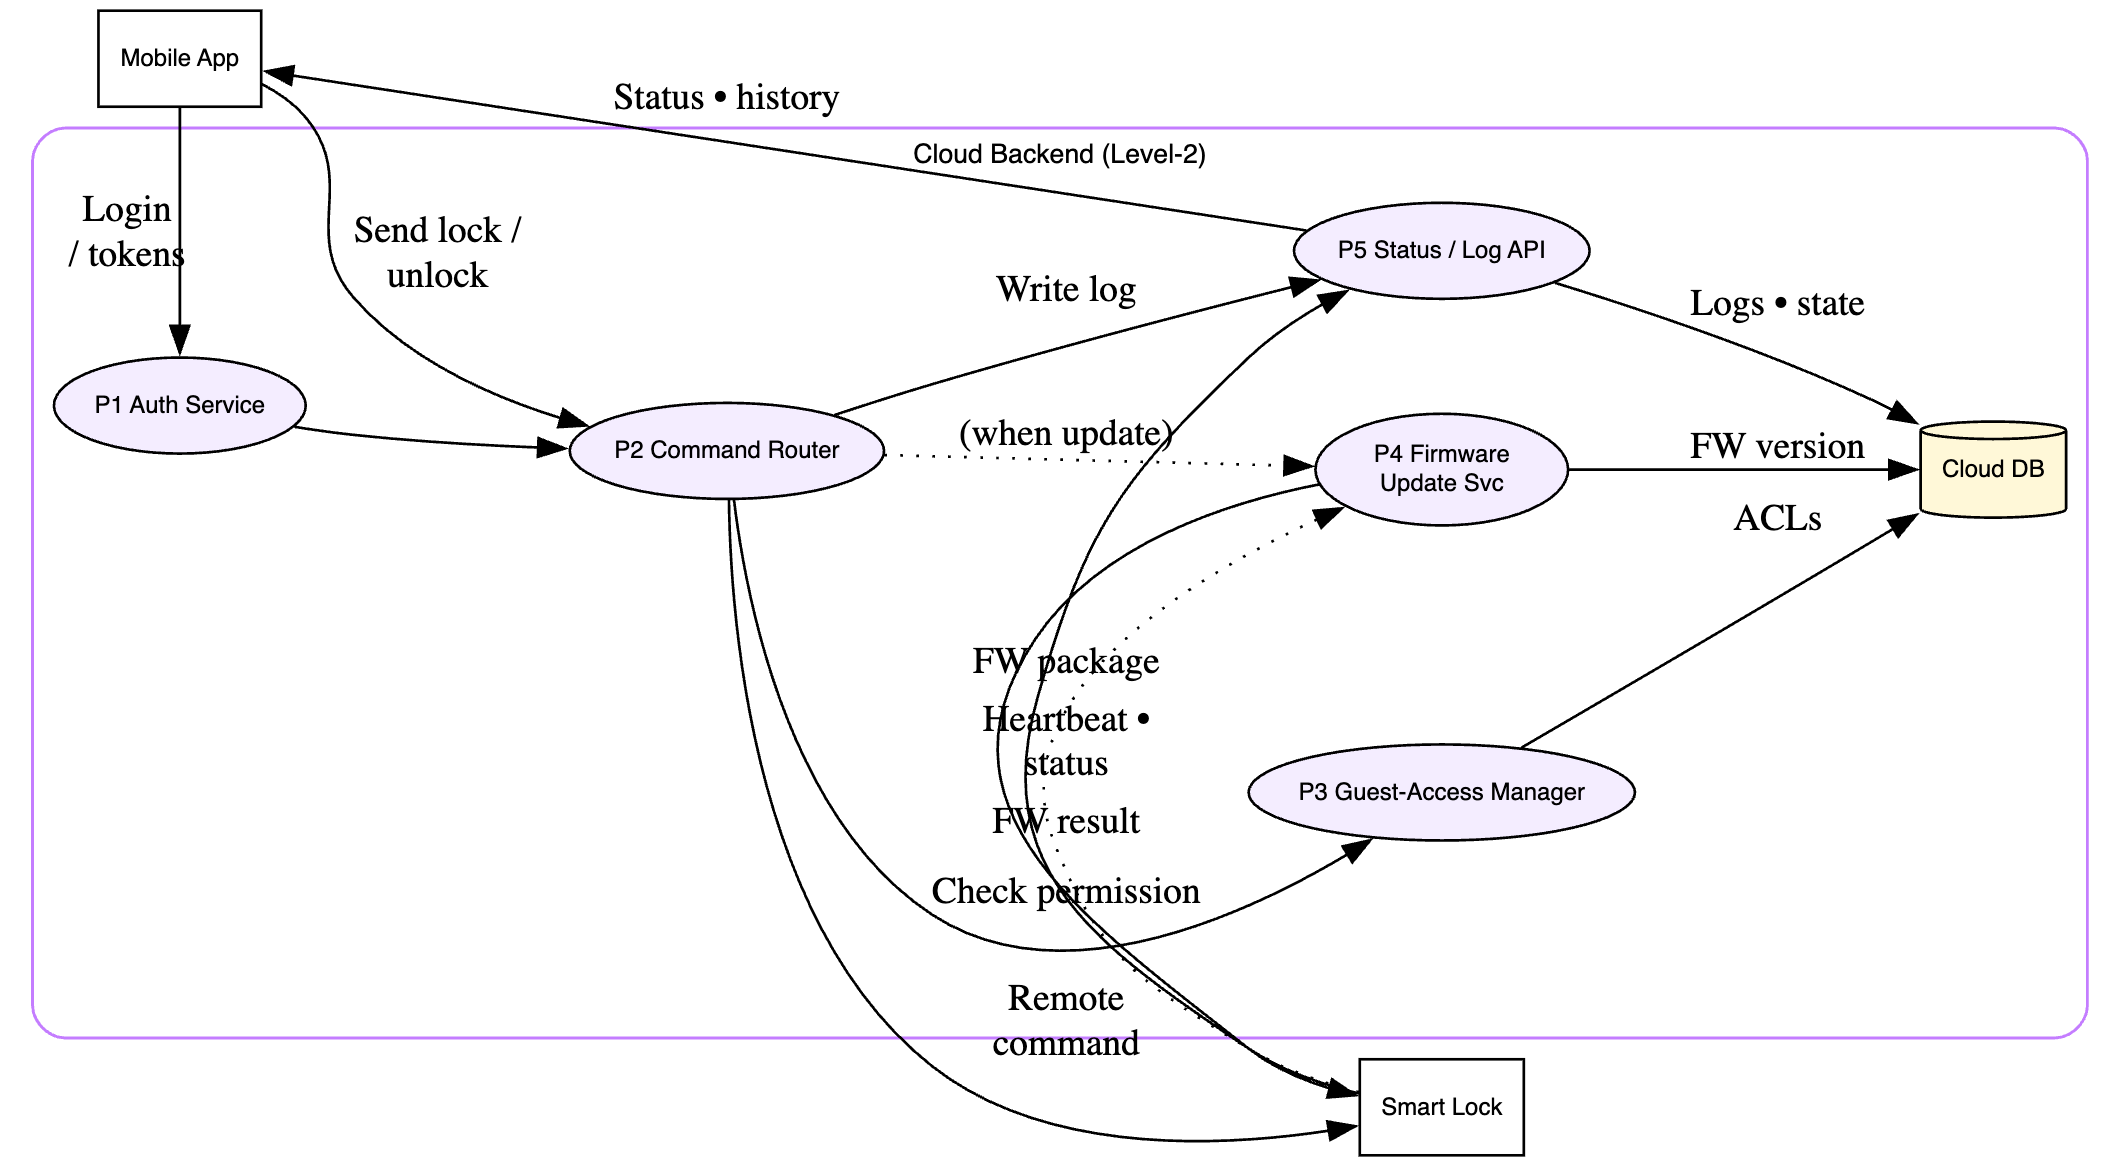 Mobile App
Status • history
Cloud Backend (Level-2)
Login
/ tokens
Send lock /
unlock
P5 Status / Log API
Write log
Logs • state
P1 Auth Service
P2 Command Router
(when update)
P4 Firmware
Update Svc
FW version
Cloud DB
ACLs
FW package
Heartbeat •
status
FW result
P3 Guest-Access Manager
Check permission
Remote
command
Smart Lock